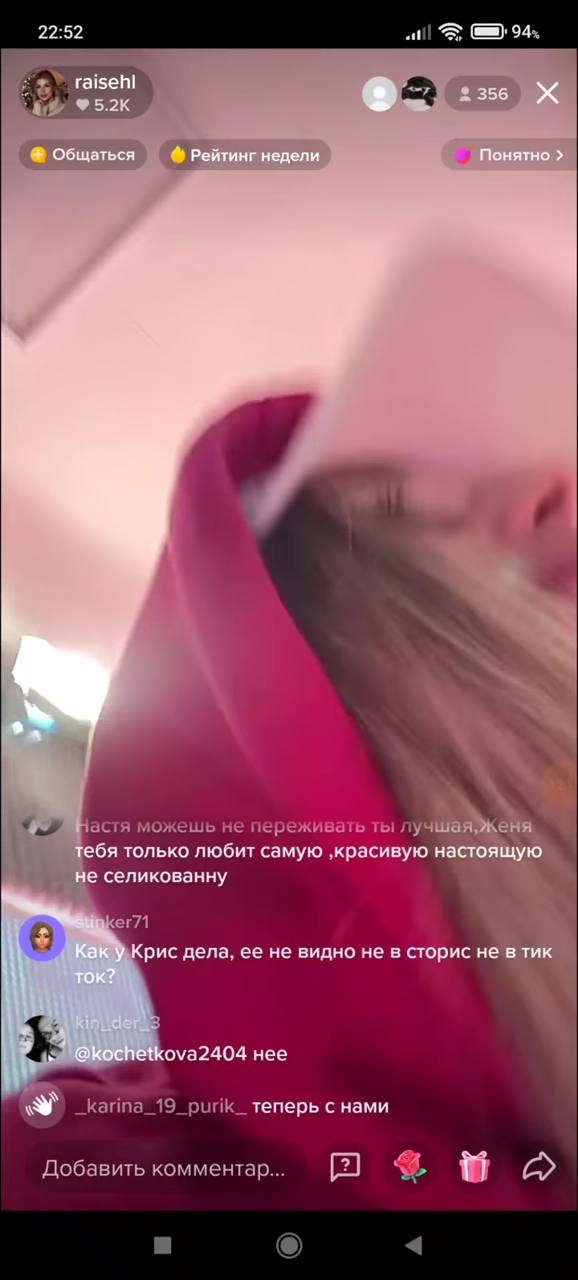 22:52
94%
raisehl
5.2K
356
Общаться
Рейтинг недели
Понятно
Настя можешь не переживать ты лучшая,Женя
тебя только любит самую ,красивую настоящую
не селикованну
stinker71
Как у Крис дела, ее не видно не в сторис не в тик
ток?
kin_der_3
@kochetkova2404 нее
_karina_19_purik_ теперь с нами
Добавить комментар...